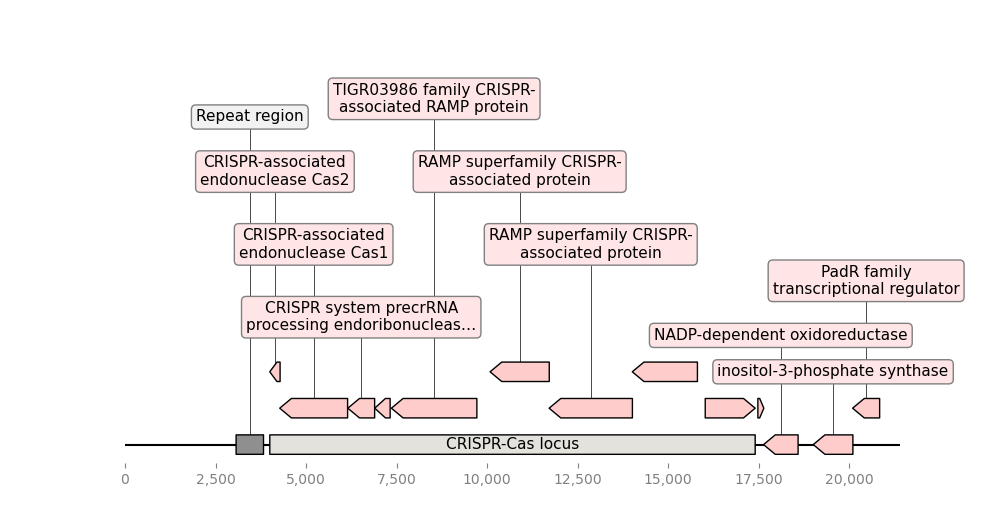 TIGR03986 family CRISPR-
associated RAMP protein
Repeat region
CRISPR-associated
endonuclease Cas2
RAMP superfamily CRISPR-
associated protein
CRISPR-associated
endonuclease Cas1
RAMP superfamily CRISPR-
associated protein
PadR family
transcriptional regulator
CRISPR system precrRNA
processing endoribonucleas...
NADP-dependent oxidoreductase
inositol-3-phosphate synthase
CRISPR-Cas locus
0 2,500 5,000 7,500 10,000 12,500 15,000 17,500 20,000